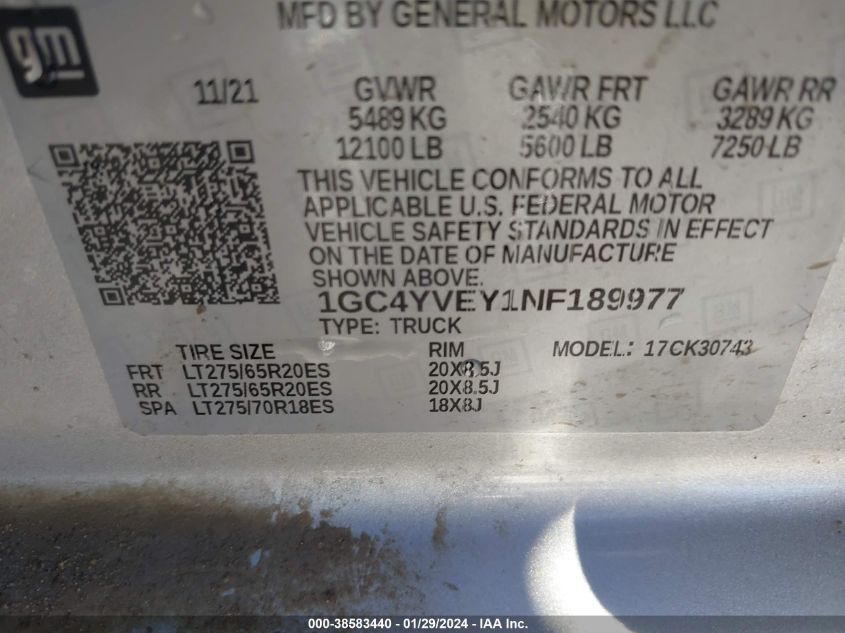 MFD BY GENERAL MOTORS LLC
gm
11/21 GVWR GAWR FRT GAWR RR
5489 KG 2540 KG 3289 KG
12100 LB 5600 LB 7250 LB
THIS VEHICLE CONFORMS TO ALL
APPLICABLE U.S. FEDERAL MOTOR
VEHICLE SAFETY STANDARDS IN EFFECT
ON THE DATE OF MANUFACTURE
SHOWN ABOVE.
1GC4YVEY1NF189977
TYPE: TRUCK
TIRE SIZE RIM MODEL: 17CK30743
FRT LT275/65R20ES 20X8.5J
RR LT275/65R20ES 20X8.5J
SPA LT275/70R18ES 18X8J
000-38583440 - 01/29/2024 - IAA Inc.